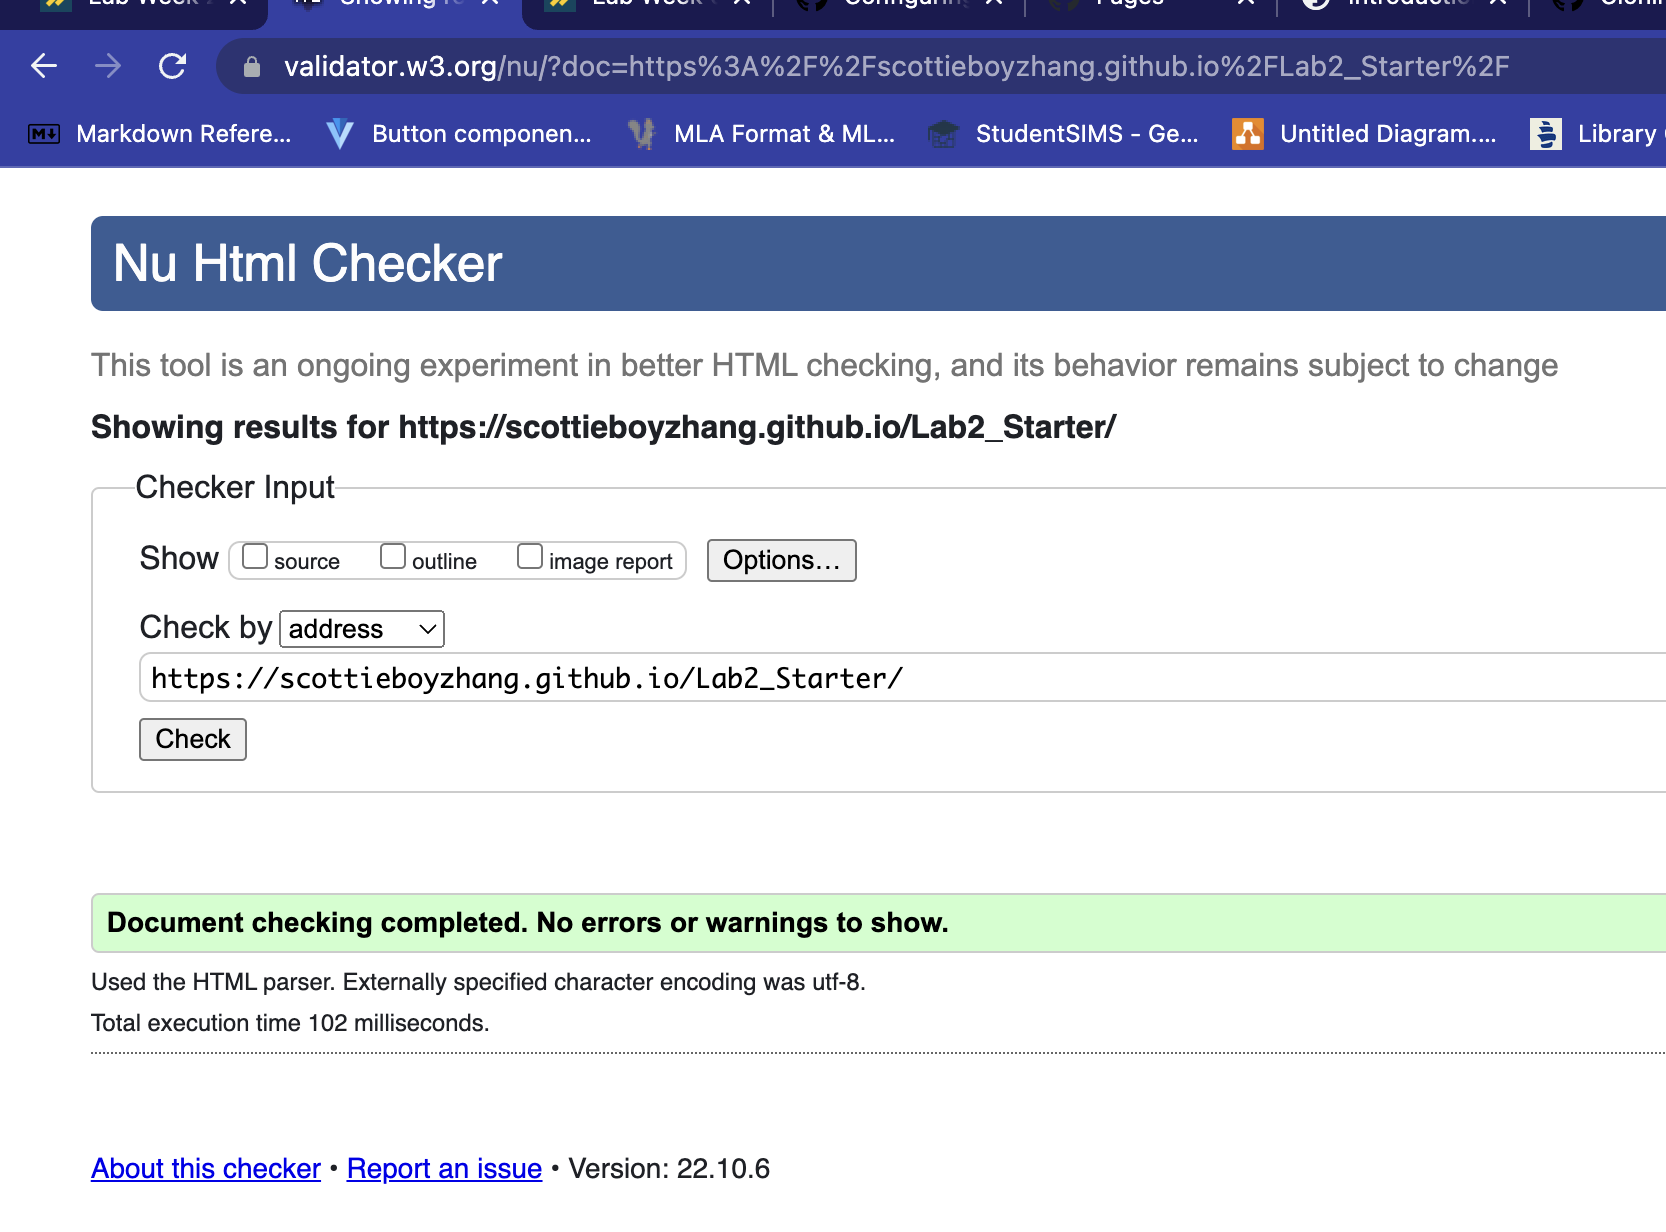 Pages
validator.w3.org/nu/?doc=https%3A%2F%2Fscottieboyzhang.github.io%2FLab2_Starter%2F
Markdown Refere... Button componen... MLA Format & ML... StudentSIMS - Ge... Untitled Diagram.... Library
Nu Html Checker
This tool is an ongoing experiment in better HTML checking, and its behavior remains subject to change
Showing results for https://scottieboyzhang.github.io/Lab2_Starter/
Checker Input
Show source outline image report Options...
Check by address
https://scottieboyzhang.github.io/Lab2_Starter/
Check
Document checking completed. No errors or warnings to show.
Used the HTML parser. Externally specified character encoding was utf-8.
Total execution time 102 milliseconds.
About this checker • Report an issue • Version: 22.10.6